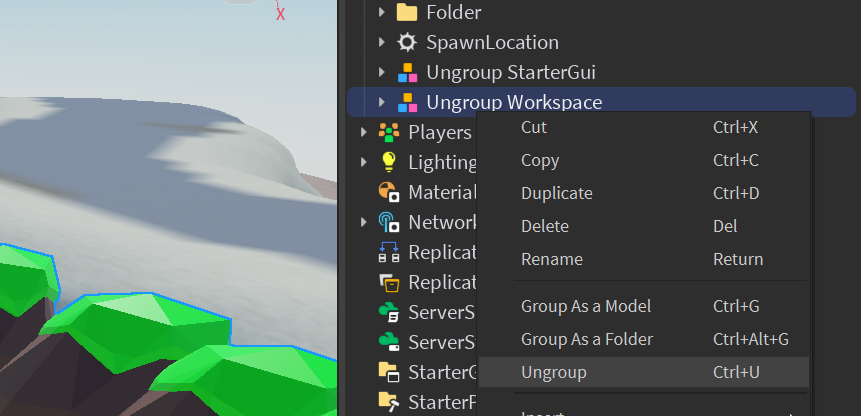 X
Folder
SpawnLocation
Ungroup StarterGui
Ungroup Workspace
Players
Lighting
Material
Network
Replicat
Replicat
ServerS
ServerS
StarterG
StarterP
Cut Ctrl+X
Copy Ctrl+C
Duplicate Ctrl+D
Delete Del
Rename Return
Group As a Model Ctrl+G
Group As a Folder Ctrl+Alt+G
Ungroup Ctrl+U
Insert